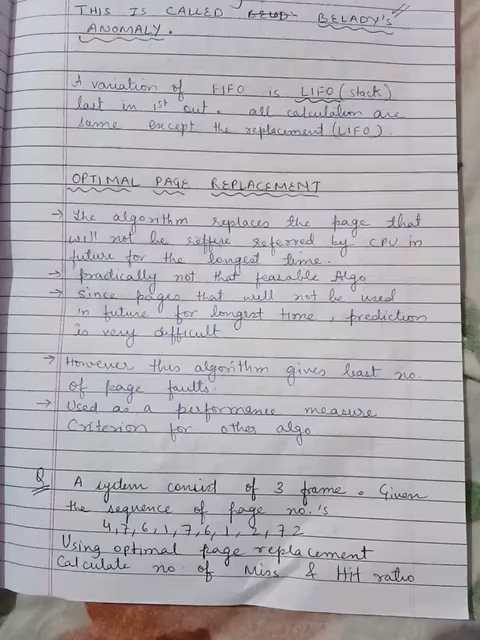 THIS IS CALLED BELADY'S
ANOMALY.
A variation of FIFO is LIFO (stack)
last in 1st out. all calculation are
same except the replacement (LIFO).
OPTIMAL PAGE REPLACEMENT
→ The algorithm replaces the page that
will not be referred by CPU in
future for the longest time.
→ pradically not that feasable Algo
→ since pages that will not be used
in future for longest time, prediction
is very difficult
→ However this algorithm gives least no.
of page faults.
→ Used as a performance measure
Criterion for other algo
Q A system consist of 3 frame. Given
the sequence of page no.'s
4,7,6,1,7,6,1,2,7 2
Using optimal page replacement
Calculate no of Miss & Hit ratio